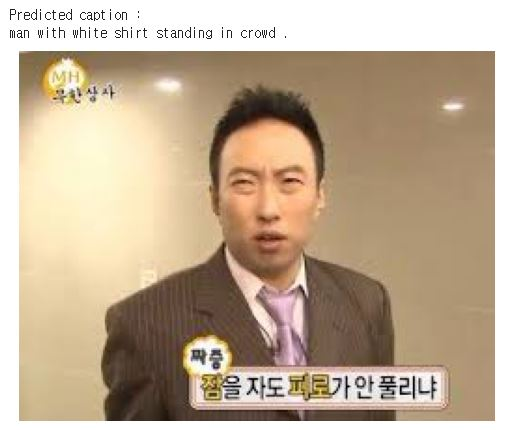 Predicted caption :
man with white shirt standing in crowd .
MH
무한상사
짜증
잠을 자도 피로가 안 풀리냐